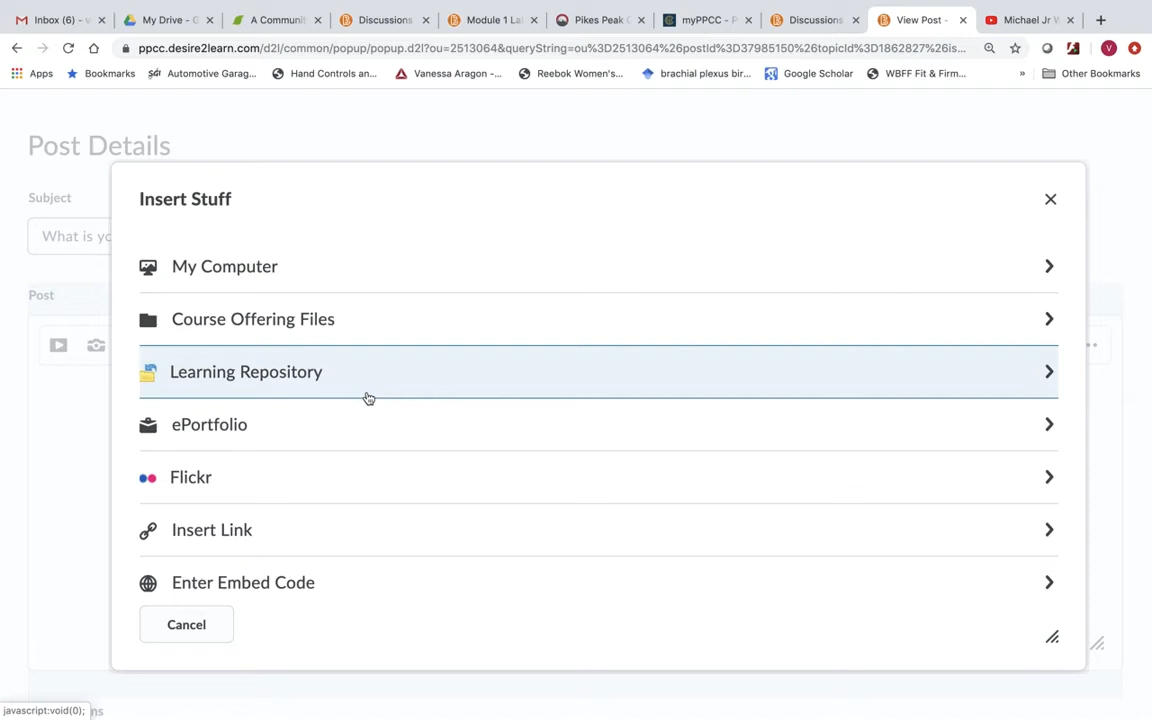 Inbox (6) - v
My Drive - G
A Communit
Discussions
Module 1 La
Pikes Peak G
myPPCC - P
Discussions
View Post -
Michael Jr W
ppcc.desire2learn.com/d2l/common/popup/popup.d2l?ou=2513064&queryString=ou%3D2513064%26postId%3D37985150%26topicId%3D1862827%26is...
V
Apps
Bookmarks
Automotive Garag...
Hand Controls an...
Vanessa Aragon -...
Reebok Women's...
brachial plexus bir...
Google Scholar
WBFF Fit & Firm...
»
Other Bookmarks
Post Details
Subject
What is yo
Post
Insert Stuff
My Computer
Course Offering Files
Learning Repository
ePortfolio
Flickr
Insert Link
Enter Embed Code
Cancel
javascript:void(0);